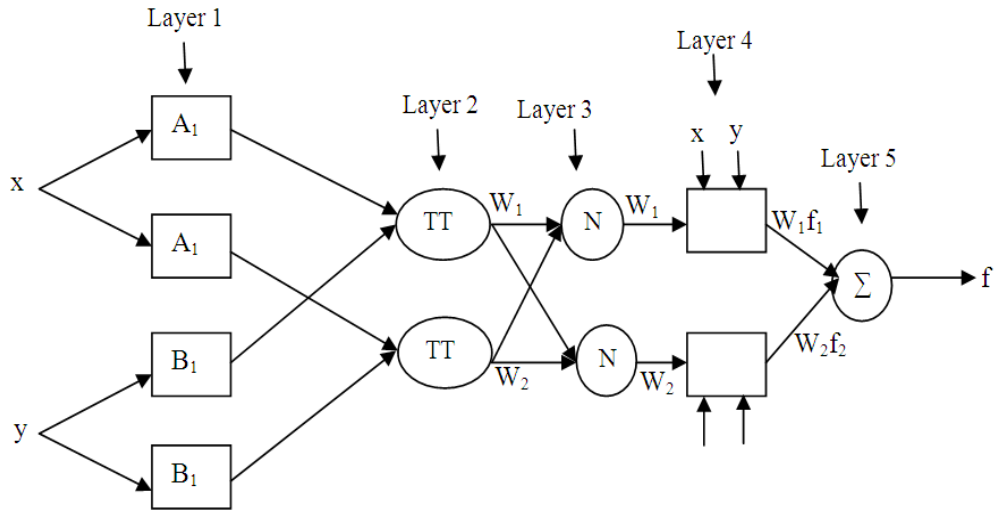 Layer 1
Layer 4
Layer 2
Layer 3
x y
Layer 5
A₁
x
A₁
TT
W₁
N
W₁
W₁f₁
Σ
f
B₁
TT
W₂
N
W₂
W₂f₂
y
B₁